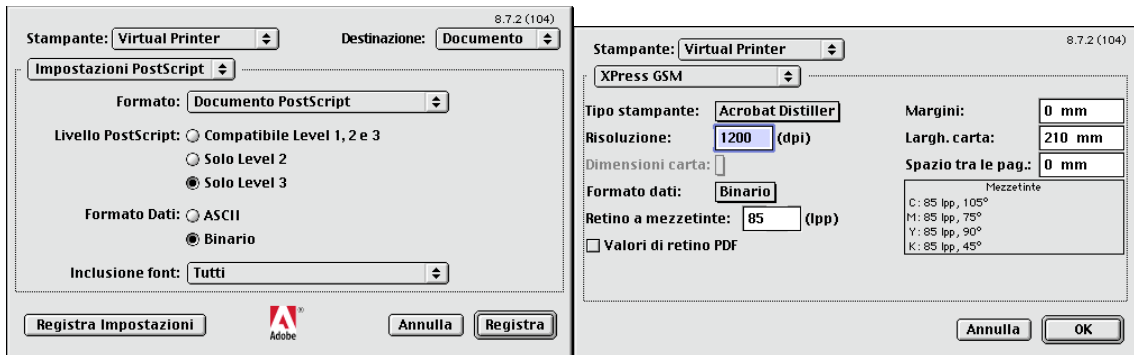 8.7.2 (104)
Stampante: Virtual Printer
Destinazione: Documento
Impostazioni PostScript
Formato: Documento PostScript
Livello PostScript: Compatibile Level 1, 2 e 3
Solo Level 2
Solo Level 3
Formato Dati: ASCII
Binario
Inclusione font: Tutti
Registra Impostazioni
Adobe
Annulla
Registra
8.7.2 (104)
Stampante: Virtual Printer
XPress GSM
Tipo stampante: Acrobat Distiller
Risoluzione: 1200 (dpi)
Dimensioni carta:
Formato dati: Binario
Retino a mezzetinte: 85 (lpp)
Valori di retino PDF
Margini: 0 mm
Largh. carta: 210 mm
Spazio tra le pag.: 0 mm
Mezzetinte
C: 85 lpp, 105°
M: 85 lpp, 75°
Y: 85 lpp, 90°
K: 85 lpp, 45°
Annulla
OK